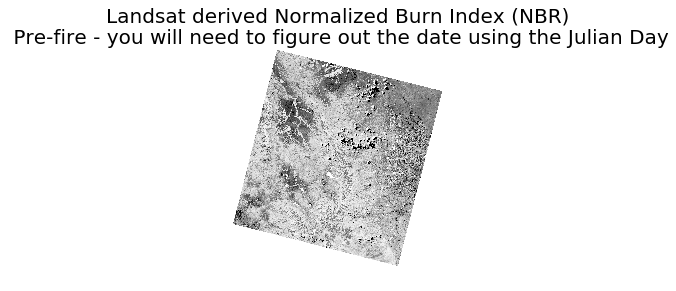 Landsat derived Normalized Burn Index (NBR)
Pre-fire - you will need to figure out the date using the Julian Day